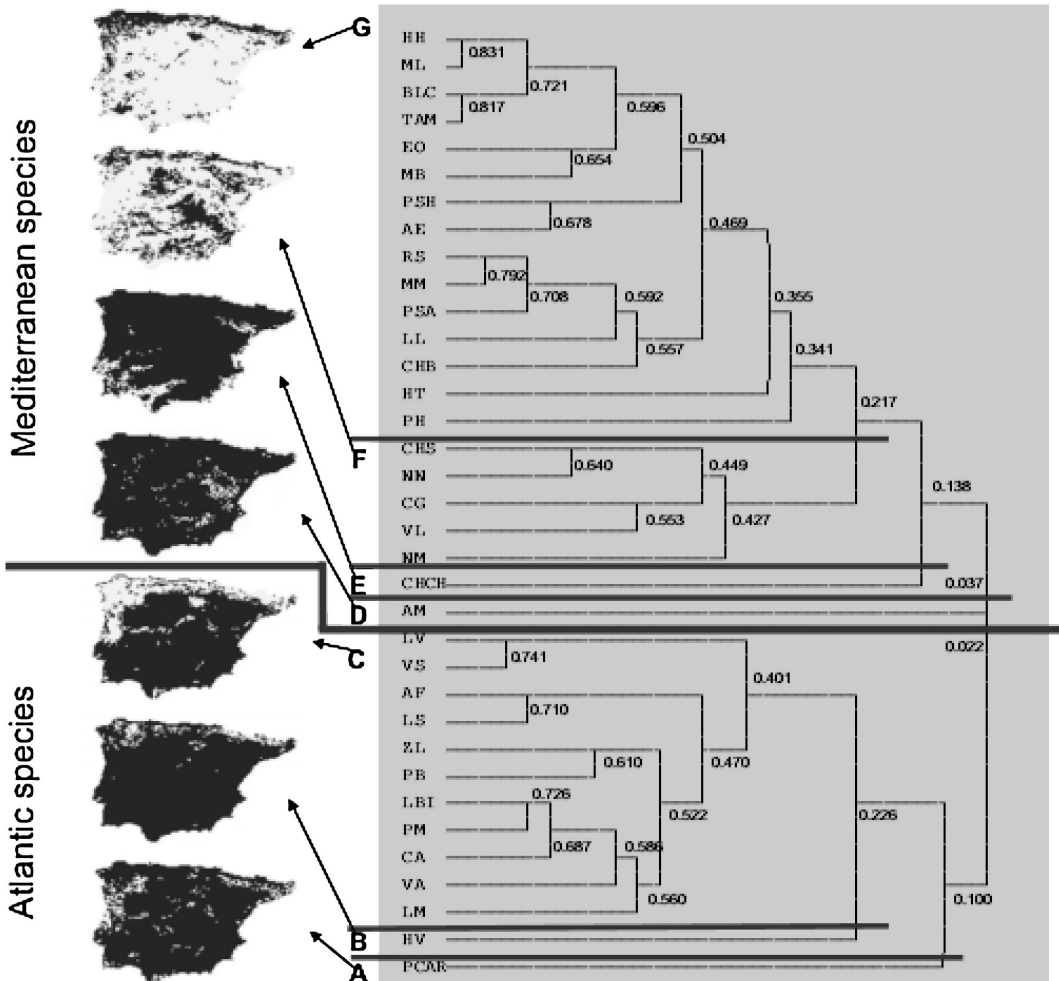 Mediterranean species
Atlantic species
G
F
E
D
C
B
A
HH
ML
BLC
TAM
EO
MB
PSH
AE
RS
MM
PSA
LL
CHB
HT
PH
CHS
NN
CG
VL
NM
CHCH
AM
LV
VS
AF
LS
ZL
PB
LBI
PM
CA
VA
LM
HV
PCAR
0.831
0.721
0.817
0.596
0.504
0.654
0.678
0.469
0.792
0.708
0.592
0.355
0.557
0.341
0.217
0.640
0.449
0.138
0.553
0.427
0.037
0.022
0.741
0.401
0.710
0.610
0.470
0.726
0.522
0.226
0.687
0.586
0.560
0.100